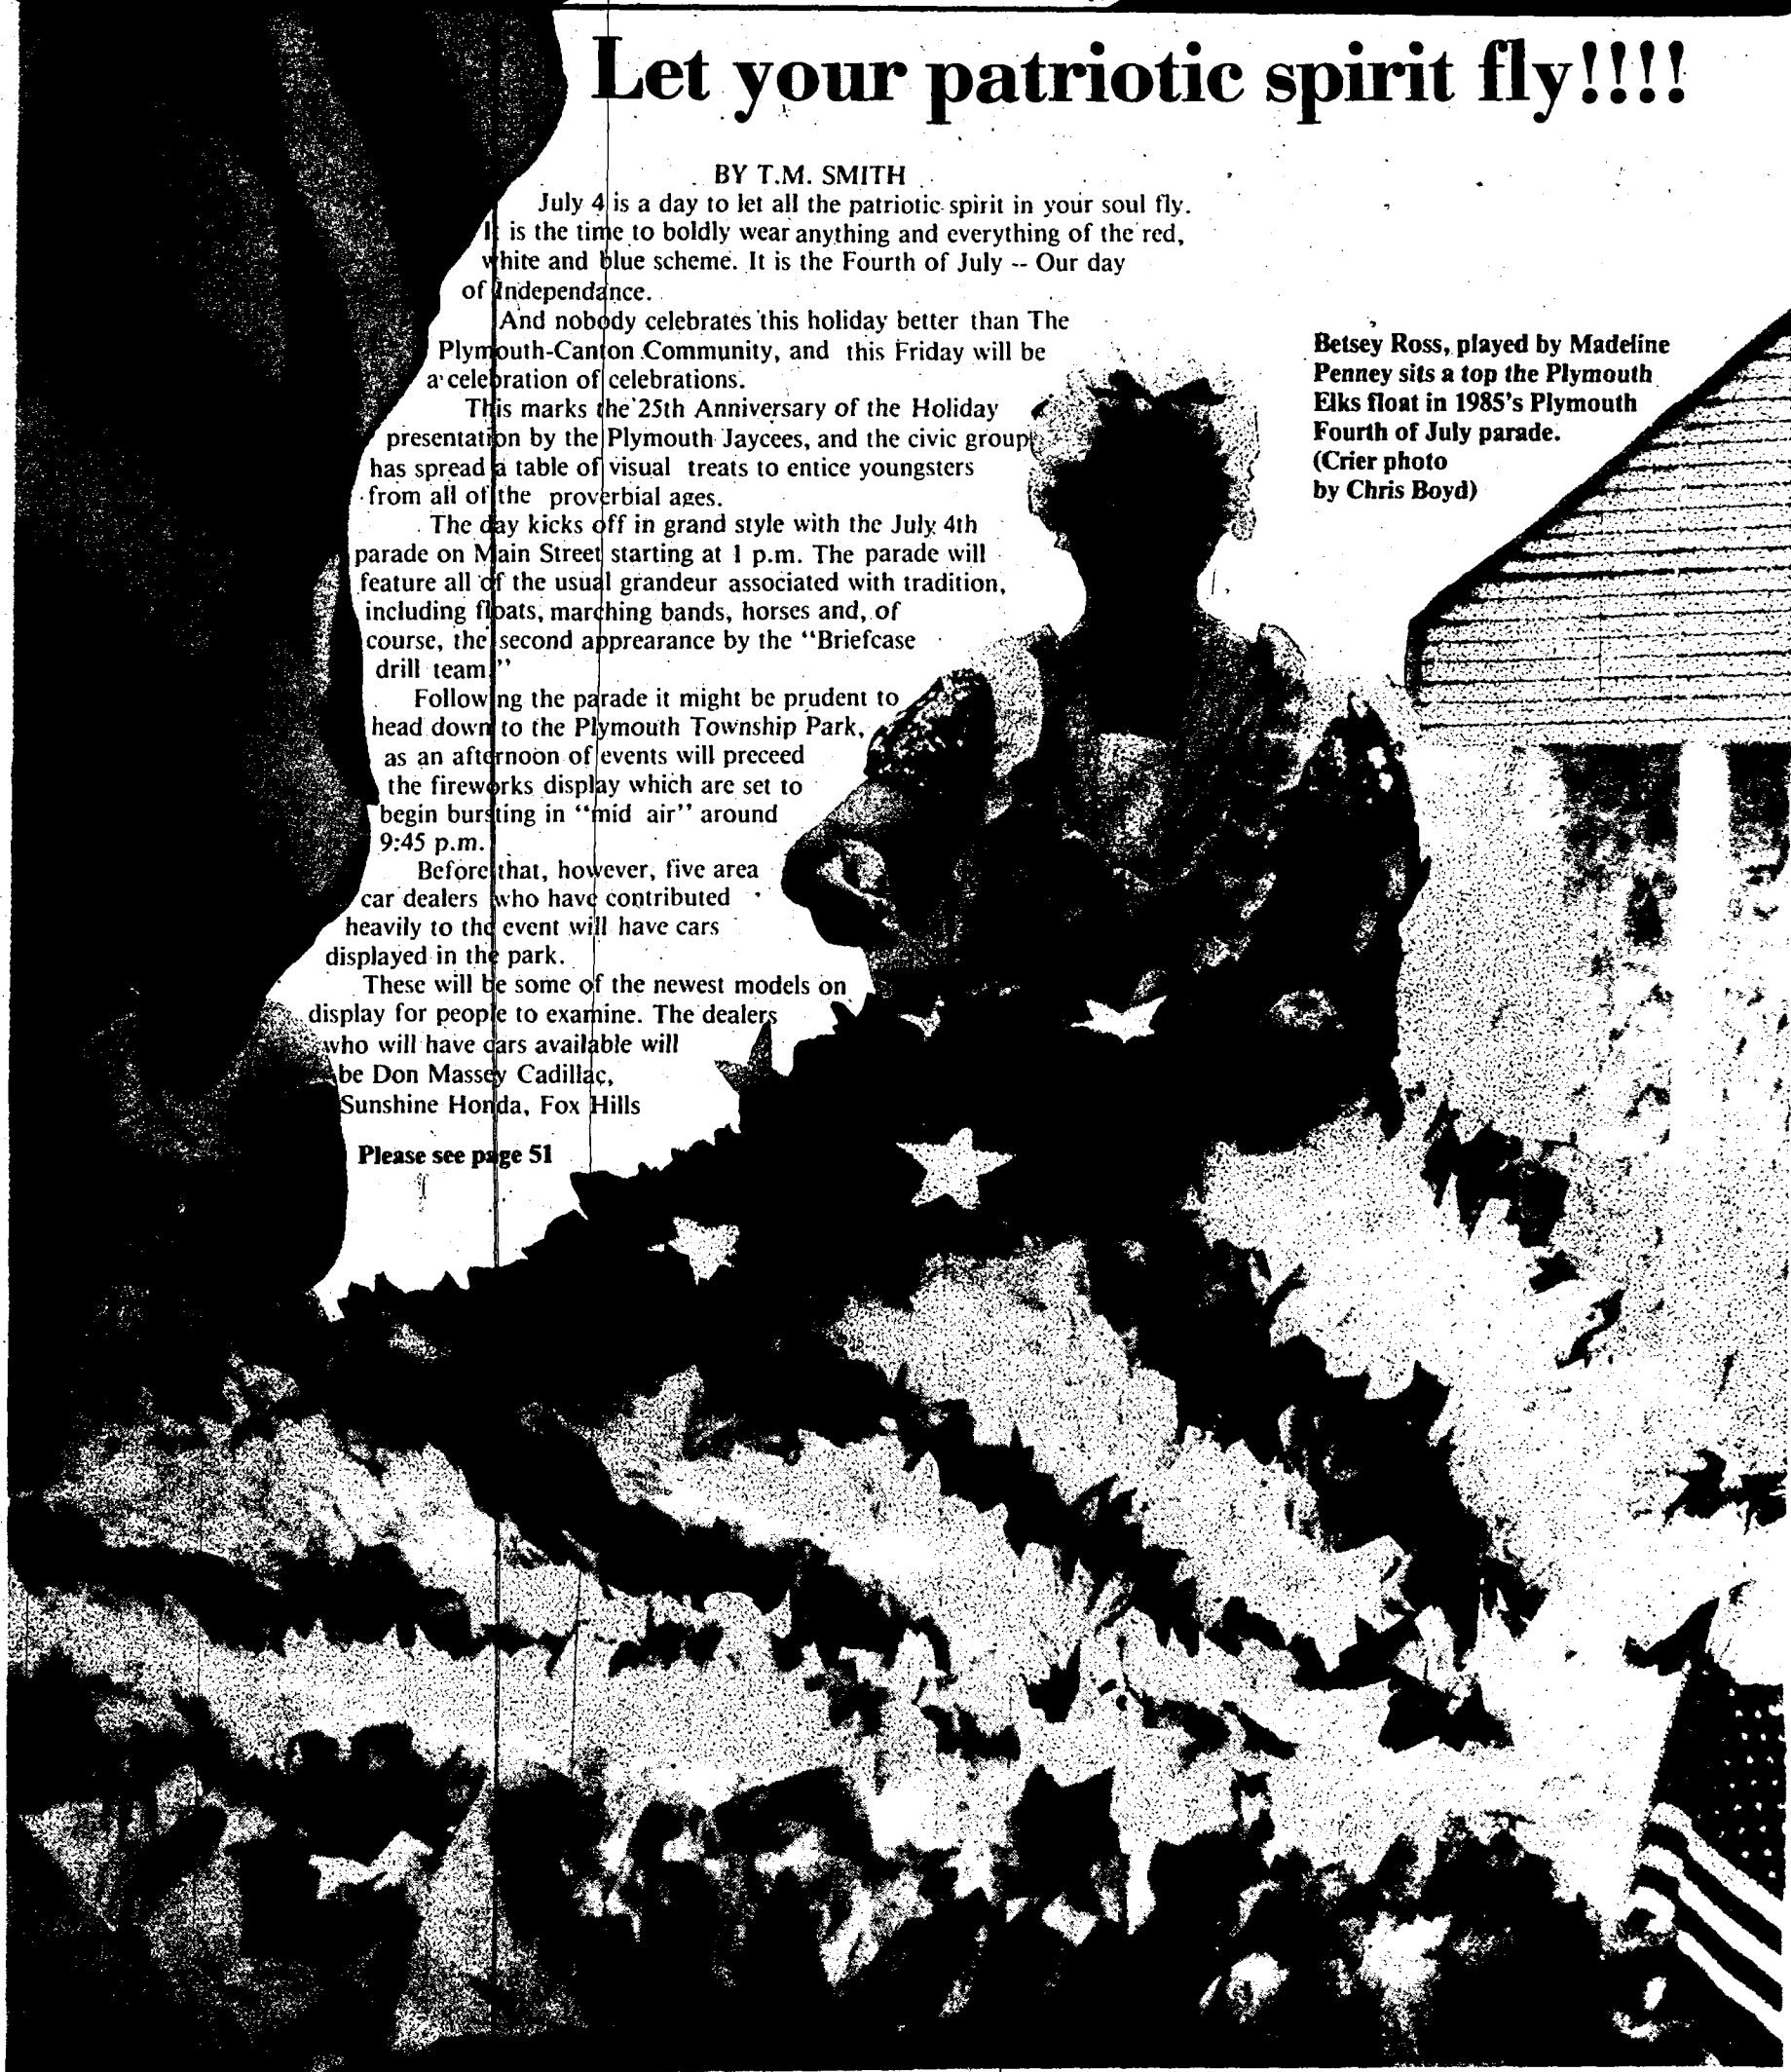 Let your patriotic spirit fly!!!!
BY T.M. SMITH
July 4 is a day to let all the patriotic spirit in your soul fly.
It is the time to boldly wear anything and everything of the red,
white and blue scheme. It is the Fourth of July -- Our day
of Independance.
And nobody celebrates this holiday better than The
Plymouth-Canton Community, and this Friday will be
a celebration of celebrations.
This marks the 25th Anniversary of the Holiday
presentation by the Plymouth Jaycees, and the civic group
has spread a table of visual treats to entice youngsters
from all of the proverbial ages.
The day kicks off in grand style with the July 4th
parade on Main Street starting at 1 p.m. The parade will
feature all of the usual grandeur associated with tradition,
including floats, marching bands, horses and, of
course, the second apprearance by the “Briefcase
drill team.”
Following the parade it might be prudent to
head down to the Plymouth Township Park,
as an afternoon of events will preceed
the fireworks display which are set to
begin bursting in “mid air” around
9:45 p.m.
Before that, however, five area
car dealers who have contributed
heavily to the event will have cars
displayed in the park.
These will be some of the newest models on
display for people to examine. The dealers
who will have cars available will
be Don Massey Cadillac,
Sunshine Honda, Fox Hills
Please see page 51
Betsey Ross, played by Madeline
Penney sits a top the Plymouth
Elks float in 1985's Plymouth
Fourth of July parade.
(Crier photo
by Chris Boyd)